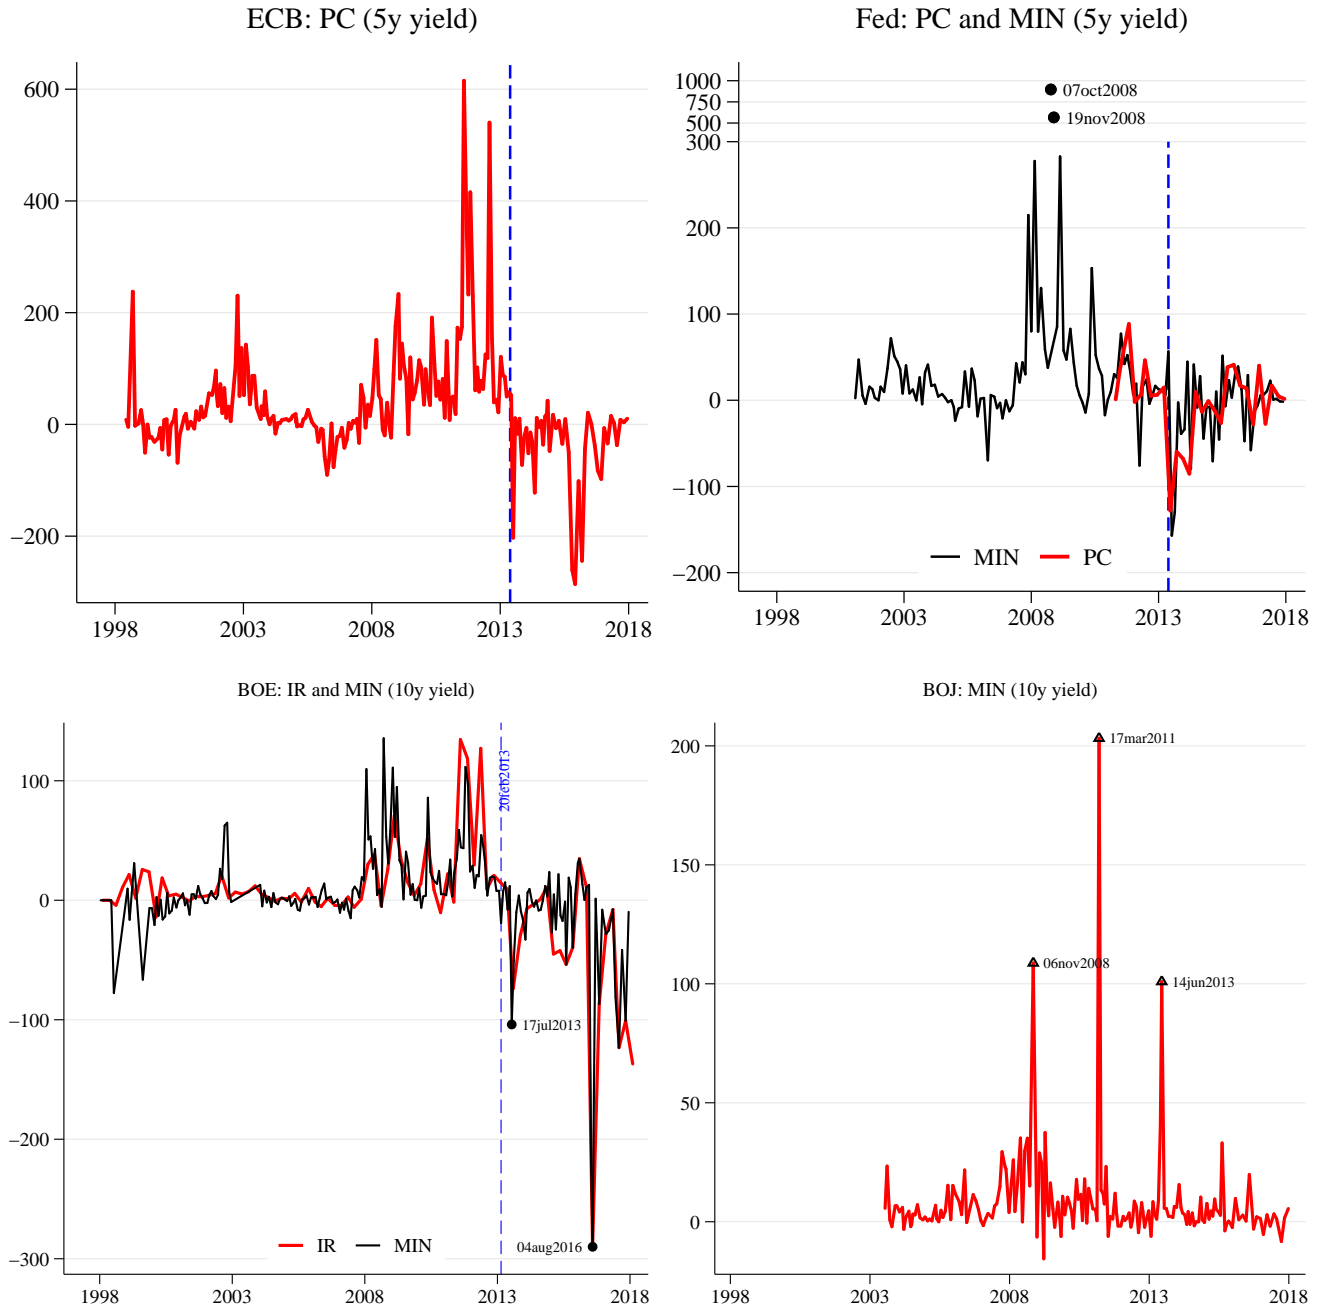 ECB: PC (5y yield)
600
400
200
0
−200
1998 2003 2008 2013 2018
Fed: PC and MIN (5y yield)
1000
750
500
300
200
100
0
−100
−200
07oct2008
19nov2008
MIN PC
1998 2003 2008 2013 2018
BOE: IR and MIN (10y yield)
100
0
−100
−200
−300
20feb2013
17jul2013
04aug2016
IR MIN
1998 2003 2008 2013 2018
BOJ: MIN (10y yield)
200
150
100
50
0
17mar2011
06nov2008
14jun2013
1998 2003 2008 2013 2018